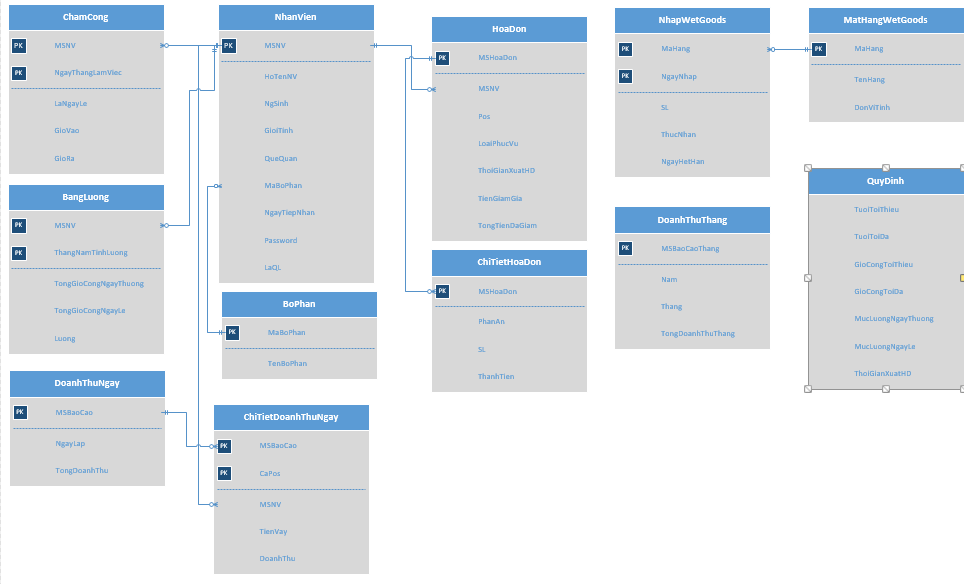 ChamCong
PK MSNV
PK NgayThangLamViec
LaNgayLe
GioVao
GioRa
BangLuong
PK MSNV
PK ThangNamTinhLuong
TongGioCongNgayThuong
TongGioCongNgayLe
Luong
DoanhThuNgay
PK MSBaoCao
NgayLap
TongDoanhThu
NhanVien
PK MSNV
HoTenNV
NgSinh
GioiTinh
QueQuan
MaBoPhan
NgayTiepNhan
Password
LaQL
BoPhan
PK MaBoPhan
TenBoPhan
ChiTietDoanhThuNgay
PK MSBaoCao
PK CaPos
MSNV
TienVay
DoanhThu
HoaDon
PK MSHoaDon
MSNV
Pos
LoaiPhucVu
ThoiGianXuatHD
TienGiamGia
TongTienDaGiam
ChiTietHoaDon
PK MSHoaDon
PhanAn
SL
ThanhTien
NhapWetGoods
PK MaHang
PK NgayNhap
SL
ThucNhan
NgayHetHan
DoanhThuThang
PK MSBaoCaoThang
Nam
Thang
TongDoanhThuThang
MatHangWetGoods
PK MaHang
TenHang
DonViTinh
QuyDinh
TuoiToiThieu
TuoiToiDa
GioCongToiThieu
GioCongToiDa
MucLuongNgayThuong
MucLuongNgayLe
ThoiGianXuatHD